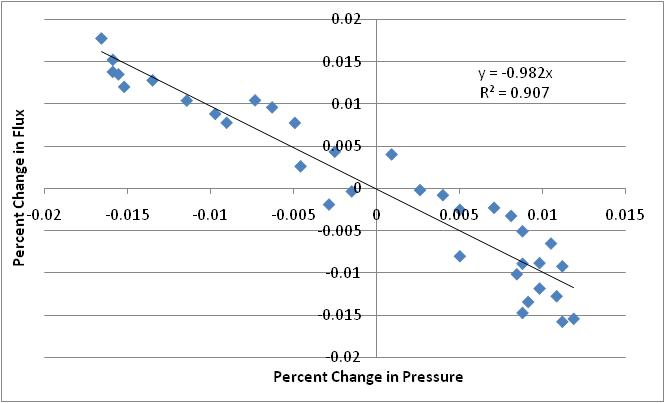 0.02
0.015
0.01
0.005
0
-0.005
-0.01
-0.015
-0.02
-0.02 -0.015 -0.01 -0.005 0 0.005 0.01 0.015
y = -0.982x
R² = 0.907
Percent Change in Flux
Percent Change in Pressure